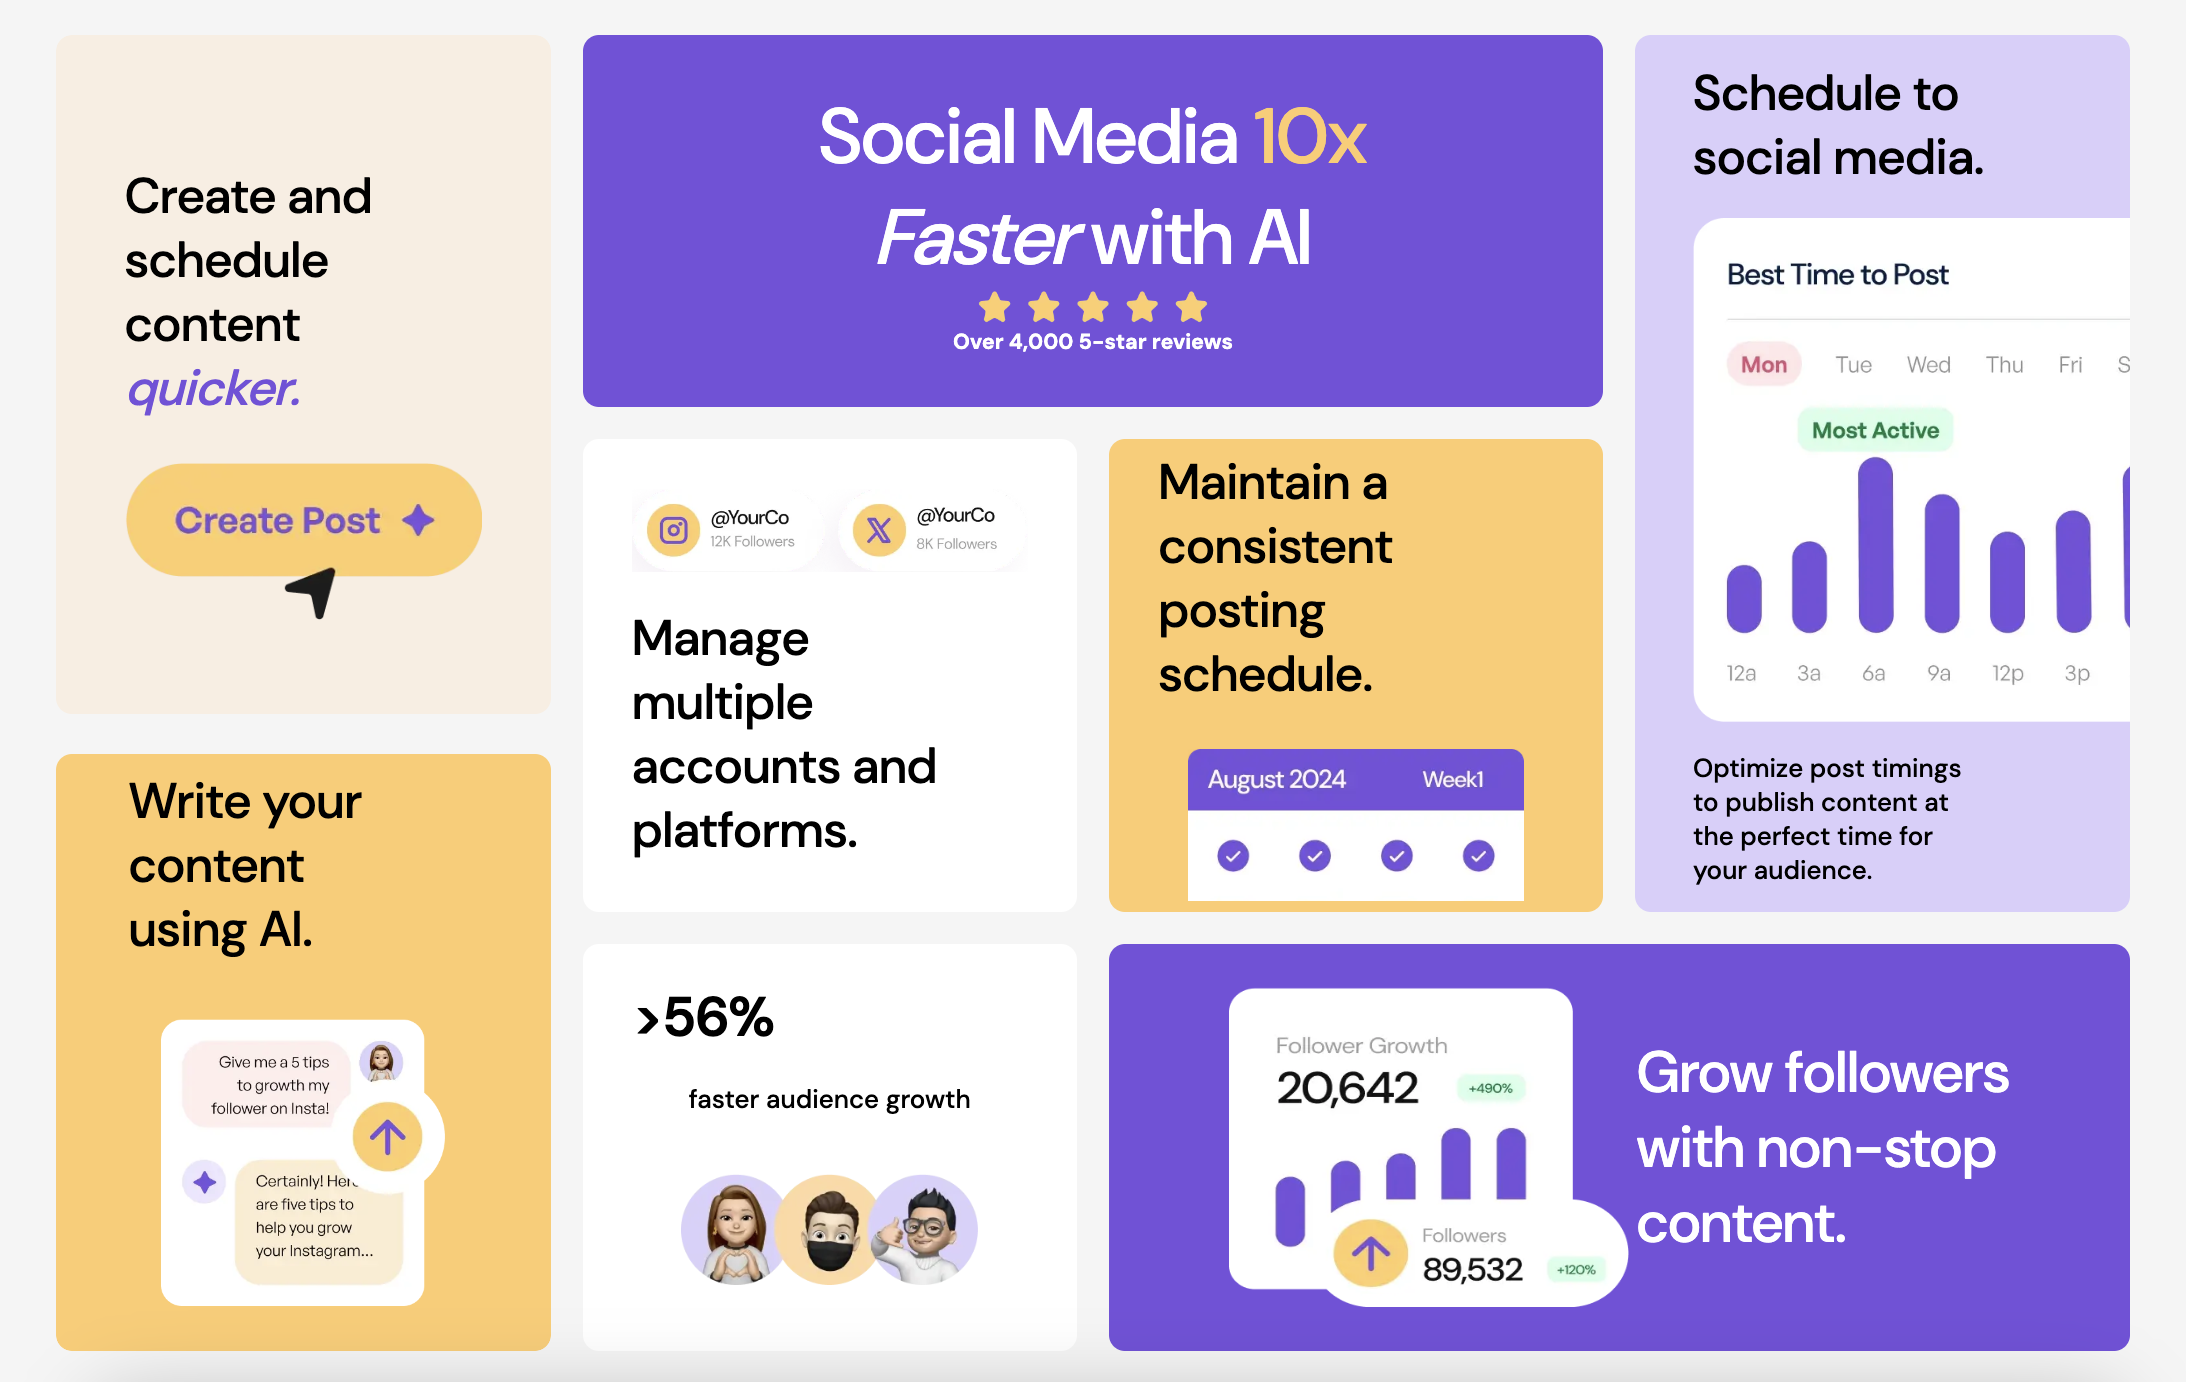 Create and
schedule
content
quicker.
Create Post
Social Media 10x
Faster with AI
Over 4,000 5-star reviews
Schedule to
social media.
Best Time to Post
Mon Tue Wed Thu Fri S
Most Active
12a 3a 6a 9a 12p 3p
Optimize post timings
to publish content at
the perfect time for
your audience.
@YourCo
12K Followers
@YourCo
8K Followers
Manage
multiple
accounts and
platforms.
Maintain a
consistent
posting
schedule.
August 2024 Week1
Write your
content
using AI.
Give me a 5 tips
to growth my
follower on Insta!
Certainly! Here
are five tips to
help you grow
your Instagram...
>56%
faster audience growth
Follower Growth
20,642 +490%
Followers
89,532 +120%
Grow followers
with non-stop
content.